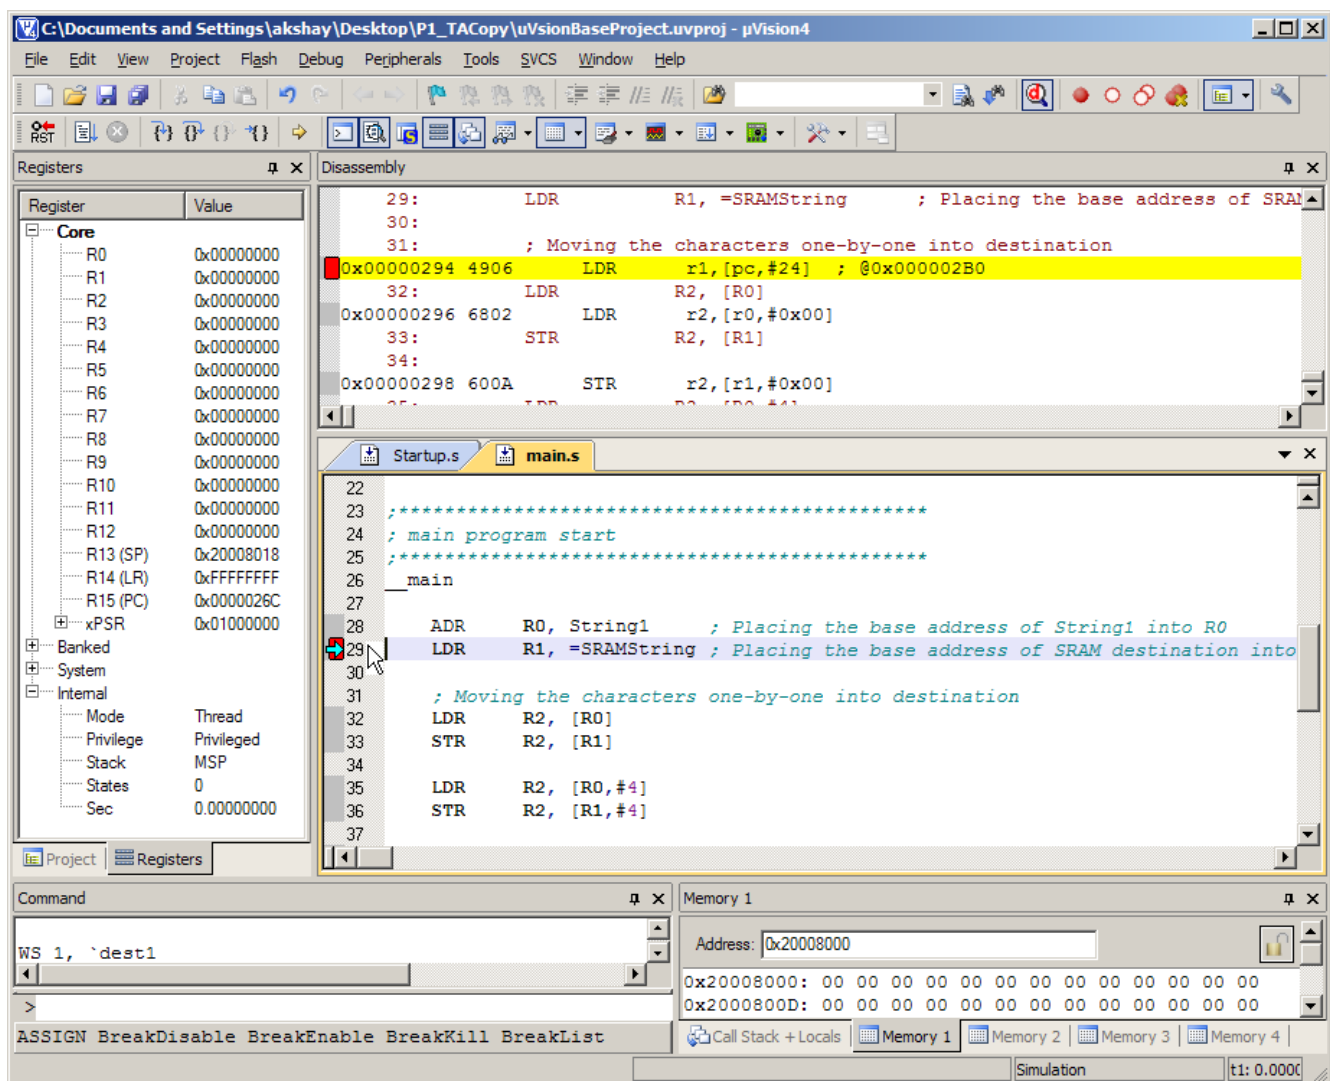 C:\Documents and Settings\akshay\Desktop\P1_TACopy\uVsionBaseProject.uvproj - µVision4
File Edit View Project Flash Debug Peripherals Tools SVCS Window Help
RST
Registers
Register Value
Core
R0 0x00000000
R1 0x00000000
R2 0x00000000
R3 0x00000000
R4 0x00000000
R5 0x00000000
R6 0x00000000
R7 0x00000000
R8 0x00000000
R9 0x00000000
R10 0x00000000
R11 0x00000000
R12 0x00000000
R13 (SP) 0x20008018
R14 (LR) 0xFFFFFFFF
R15 (PC) 0x0000026C
xPSR 0x01000000
Banked
System
Internal
Mode Thread
Privilege Privileged
Stack MSP
States 0
Sec 0.00000000
Project Registers
Disassembly
29: LDR R1, =SRAMString ; Placing the base address of SRAM
30:
31: ; Moving the characters one-by-one into destination
0x00000294 4906 LDR r1,[pc,#24] ; @0x000002B0
32: LDR R2, [R0]
0x00000296 6802 LDR r2,[r0,#0x00]
33: STR R2, [R1]
34:
0x00000298 600A STR r2,[r1,#0x00]
35: LDR R2, [R0,#4]
Startup.s main.s
22
23 ;***********************************************
24 ; main program start
25 ;***********************************************
26 __main
27
28 ADR R0, String1 ; Placing the base address of String1 into R0
29 LDR R1, =SRAMString ; Placing the base address of SRAM destination into
30
31 ; Moving the characters one-by-one into destination
32 LDR R2, [R0]
33 STR R2, [R1]
34
35 LDR R2, [R0,#4]
36 STR R2, [R1,#4]
37
Command
WS 1, `dest1
>
ASSIGN BreakDisable BreakEnable BreakKill BreakList
Memory 1
Address: 0x20008000
0x20008000: 00 00 00 00 00 00 00 00 00 00 00 00 00
0x2000800D: 00 00 00 00 00 00 00 00 00 00 00 00 00
Call Stack + Locals Memory 1 Memory 2 Memory 3 Memory 4
Simulation t1: 0.0000